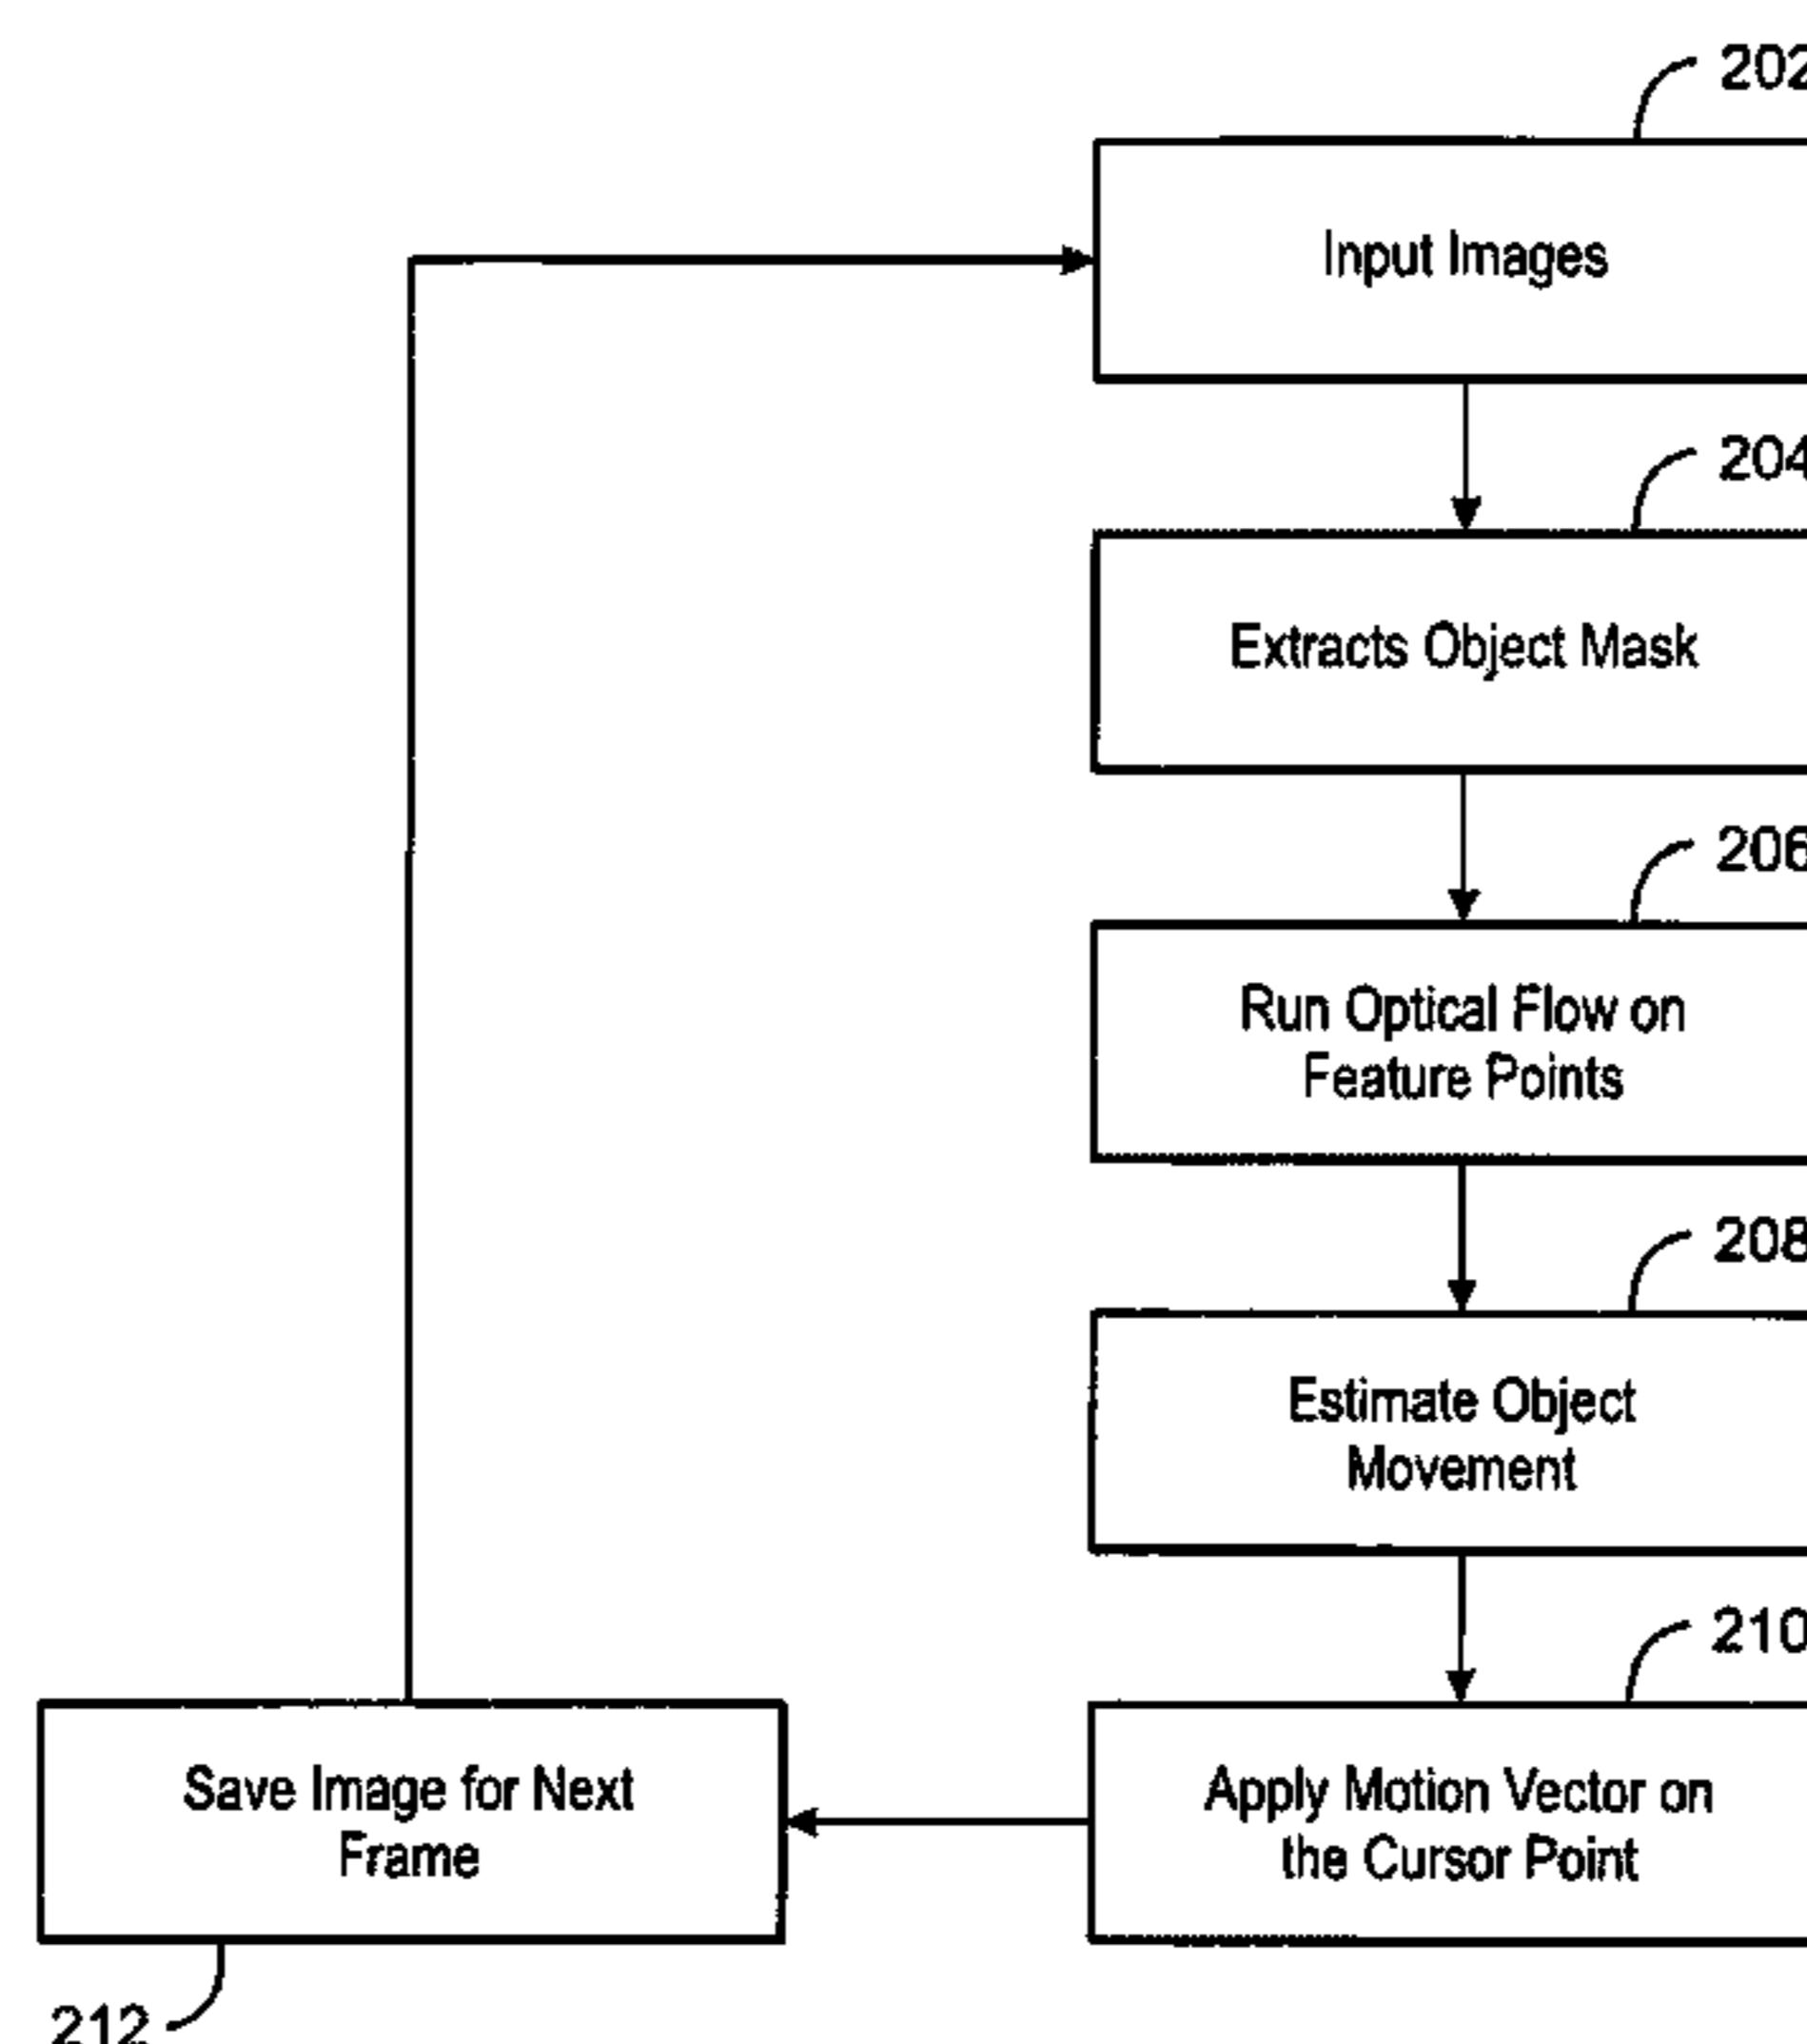 202
Input Images
204
Extracts Object Mask
206
Run Optical Flow on
Feature Points
208
Estimate Object
Movement
210
Apply Motion Vector on
the Cursor Point
Save Image for Next
Frame
212